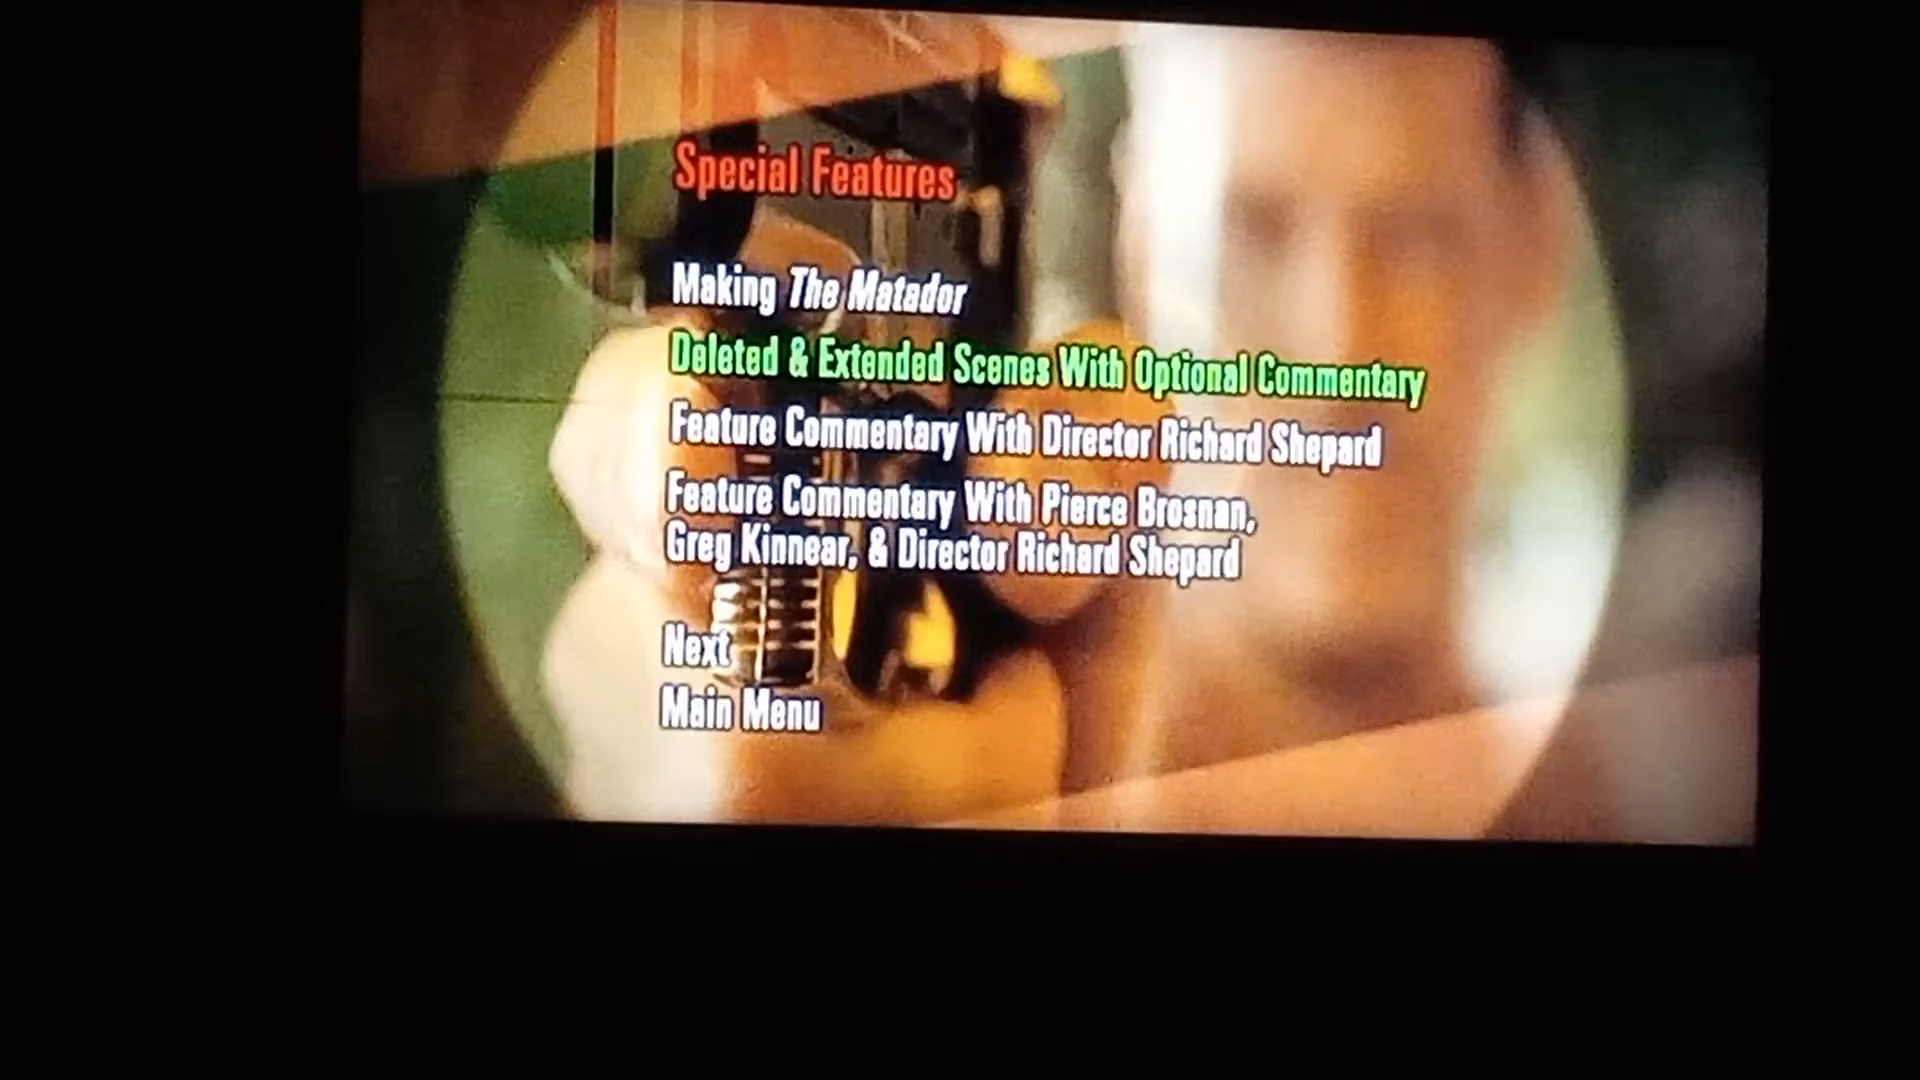 Special Features
Making The Matador
Deleted & Extended Scenes With Optional Commentary
Feature Commentary With Director Richard Shepard
Feature Commentary With Pierce Brosnan,
Greg Kinnear, & Director Richard Shepard
Next
Main Menu